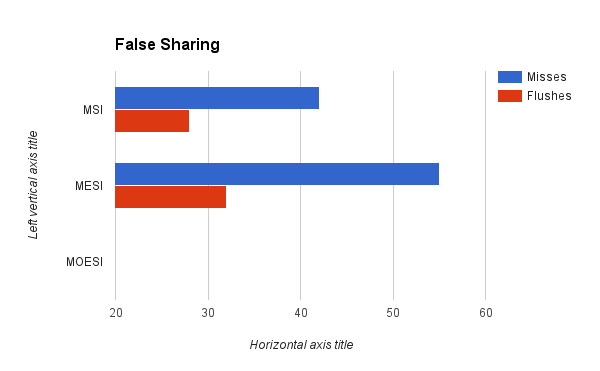 False Sharing
Misses
Flushes
MSI
MESI
MOESI
Left vertical axis title
20 30 40 50 60
Horizontal axis title